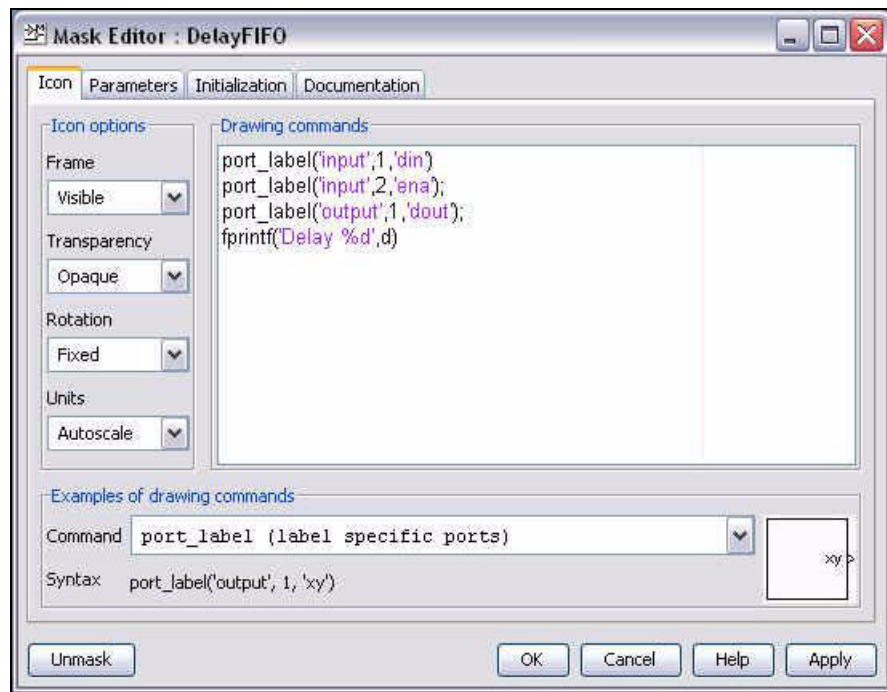 Mask Editor : DelayFIFO
Icon Parameters Initialization Documentation
Icon options
Frame
Visible
Transparency
Opaque
Rotation
Fixed
Units
Autoscale
Drawing commands
port_label('input',1,'din')
port_label('input',2,'ena');
port_label('output',1,'dout');
fprintf('Delay %d',d)
Examples of drawing commands
Command port_label (label specific ports)
Syntax port_label('output', 1, 'xy')
xy
Unmask OK Cancel Help Apply